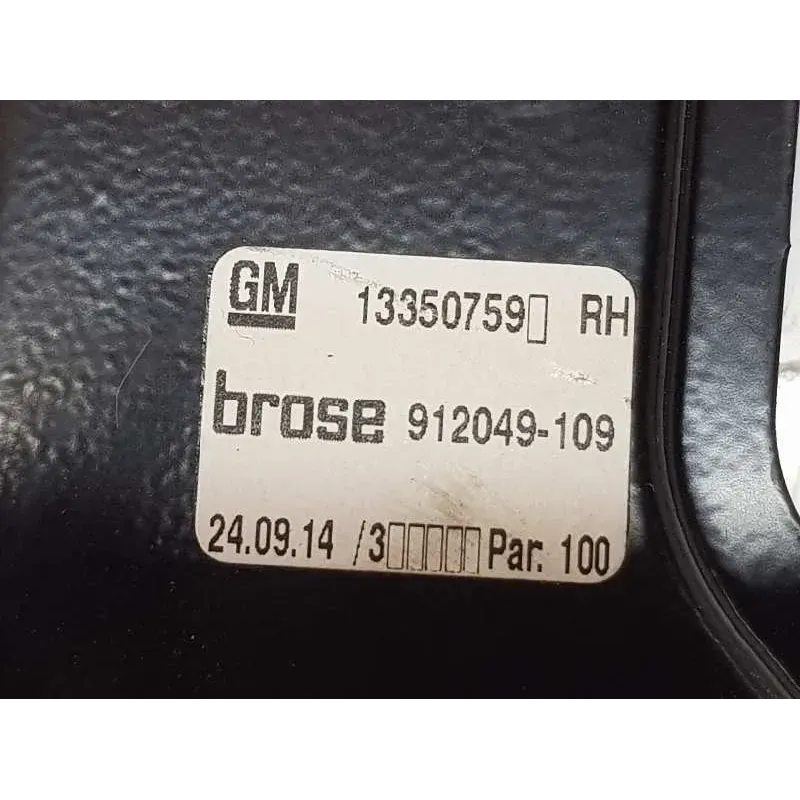 GM 13350759▯ RH
brose 912049-109
24.09.14 /3▯▯▯▯▯ Par. 100